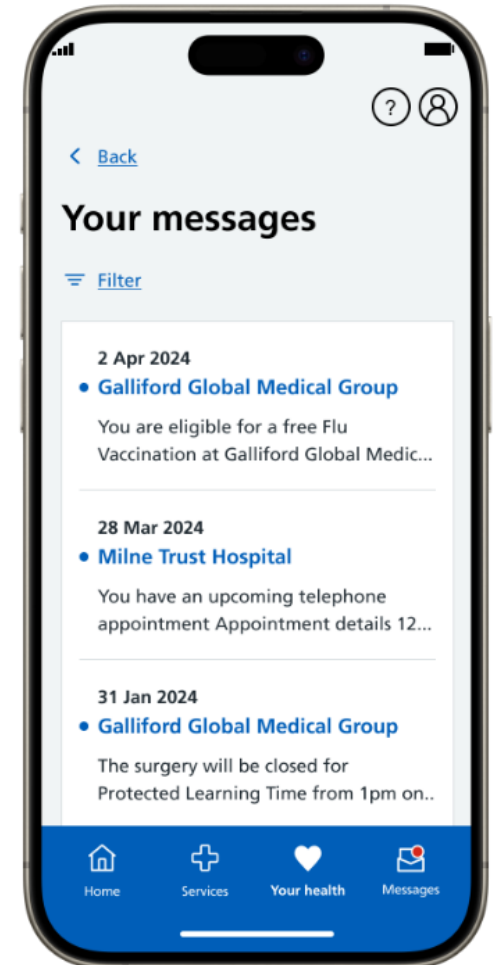 ?
Back
Your messages
Filter
2 Apr 2024
Galliford Global Medical Group
You are eligible for a free Flu
Vaccination at Galliford Global Medic...
28 Mar 2024
Milne Trust Hospital
You have an upcoming telephone
appointment Appointment details 12...
31 Jan 2024
Galliford Global Medical Group
The surgery will be closed for
Protected Learning Time from 1pm on..
Home Services Your health Messages